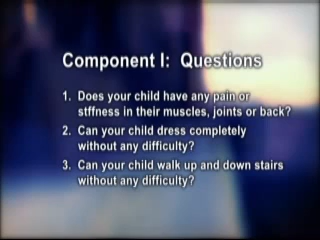 Component I:  Questions
1.  Does your child have any pain or
stffness in their muscles, joints or back?
2.  Can your child dress completely
without any difficulty?
3.  Can your child walk up and down stairs
without any difficulty?